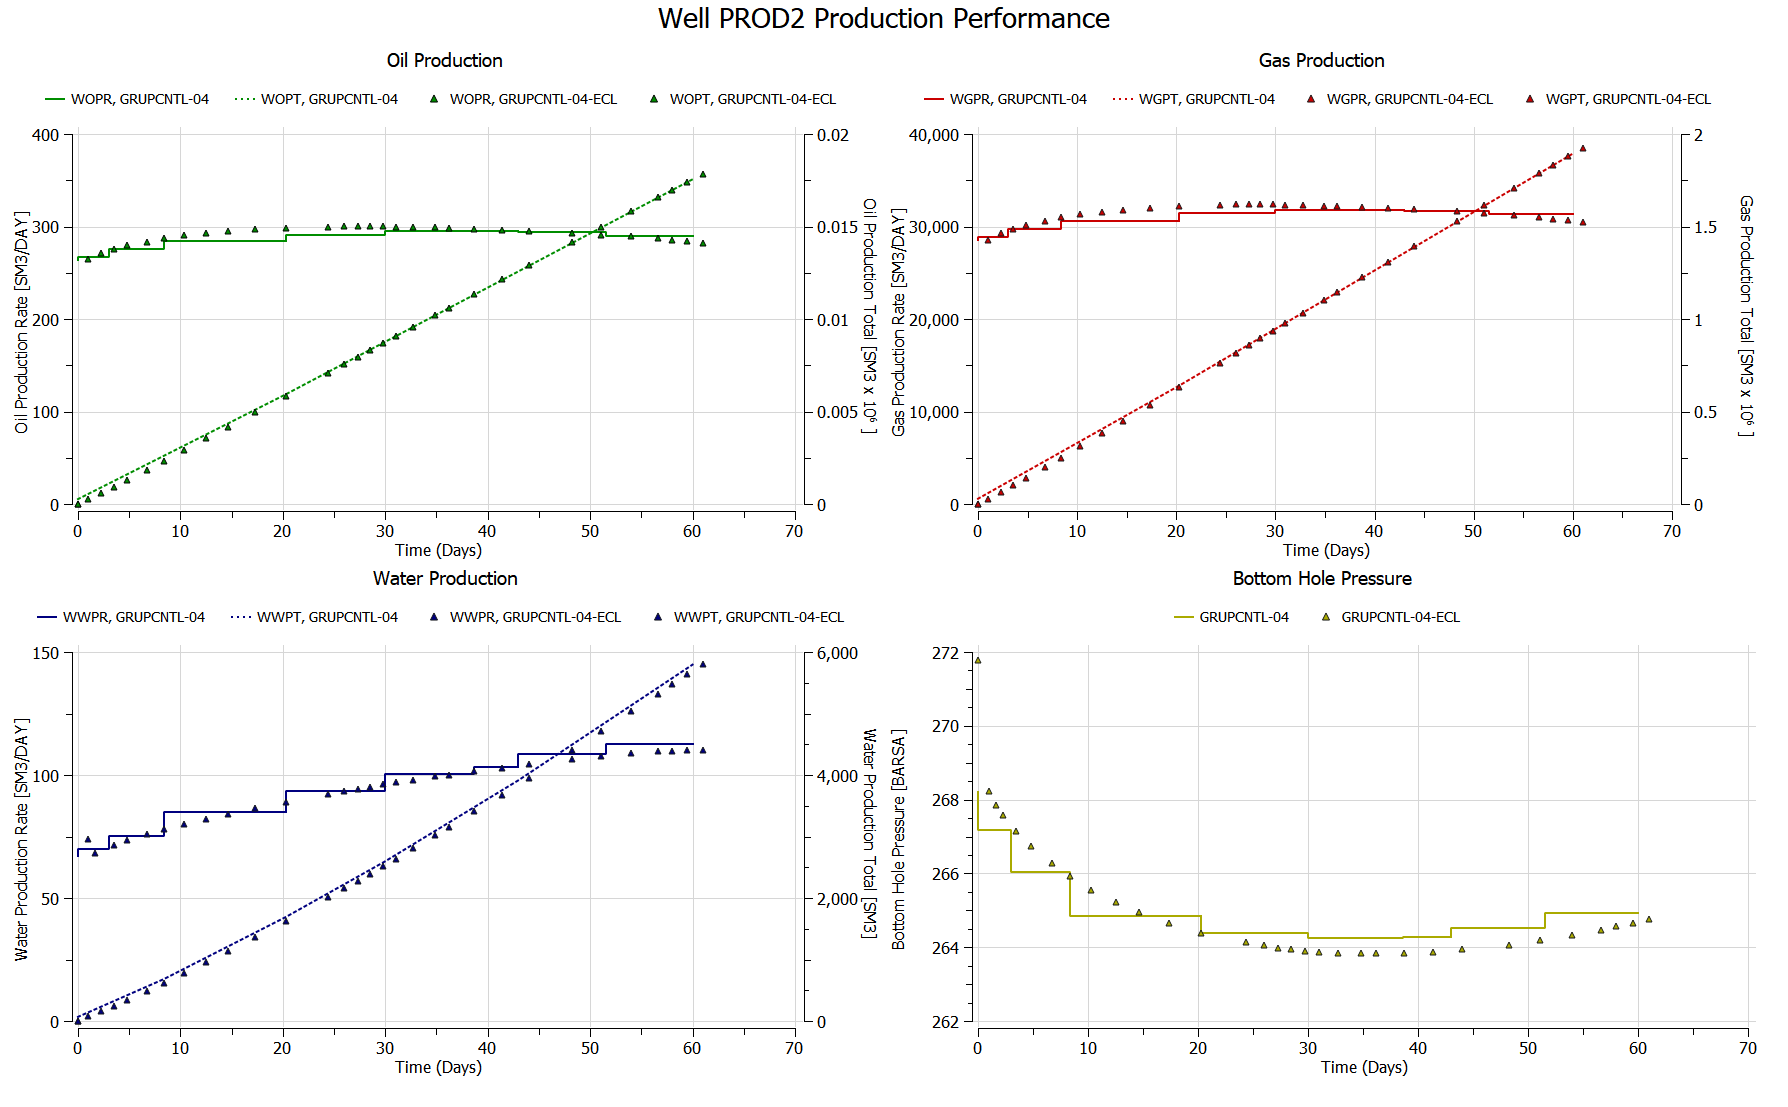 Well PROD2 Production Performance
Oil Production
WOPR, GRUPCNTL-04 WOPT, GRUPCNTL-04 WOPR, GRUPCNTL-04-ECL WOPT, GRUPCNTL-04-ECL
400
300
200
100
0
Oil Production Rate [SM3/DAY]
0.02
0.015
0.01
0.005
0
Oil Production Total [SM3 x 10⁶ ]
0 10 20 30 40 50 60 70
Time (Days)
Gas Production
WGPR, GRUPCNTL-04 WGPT, GRUPCNTL-04 WGPR, GRUPCNTL-04-ECL WGPT, GRUPCNTL-04-ECL
40,000
30,000
20,000
10,000
0
Gas Production Rate [SM3/DAY]
2
1.5
1
0.5
0
Gas Production Total [SM3 x 10⁶ ]
0 10 20 30 40 50 60 70
Time (Days)
Water Production
WWPR, GRUPCNTL-04 WWPT, GRUPCNTL-04 WWPR, GRUPCNTL-04-ECL WWPT, GRUPCNTL-04-ECL
150
100
50
0
Water Production Rate [SM3/DAY]
6,000
4,000
2,000
0
Water Production Total [SM3]
0 10 20 30 40 50 60 70
Time (Days)
Bottom Hole Pressure
GRUPCNTL-04 GRUPCNTL-04-ECL
272
270
268
266
264
262
Bottom Hole Pressure [BARSA]
0 10 20 30 40 50 60 70
Time (Days)